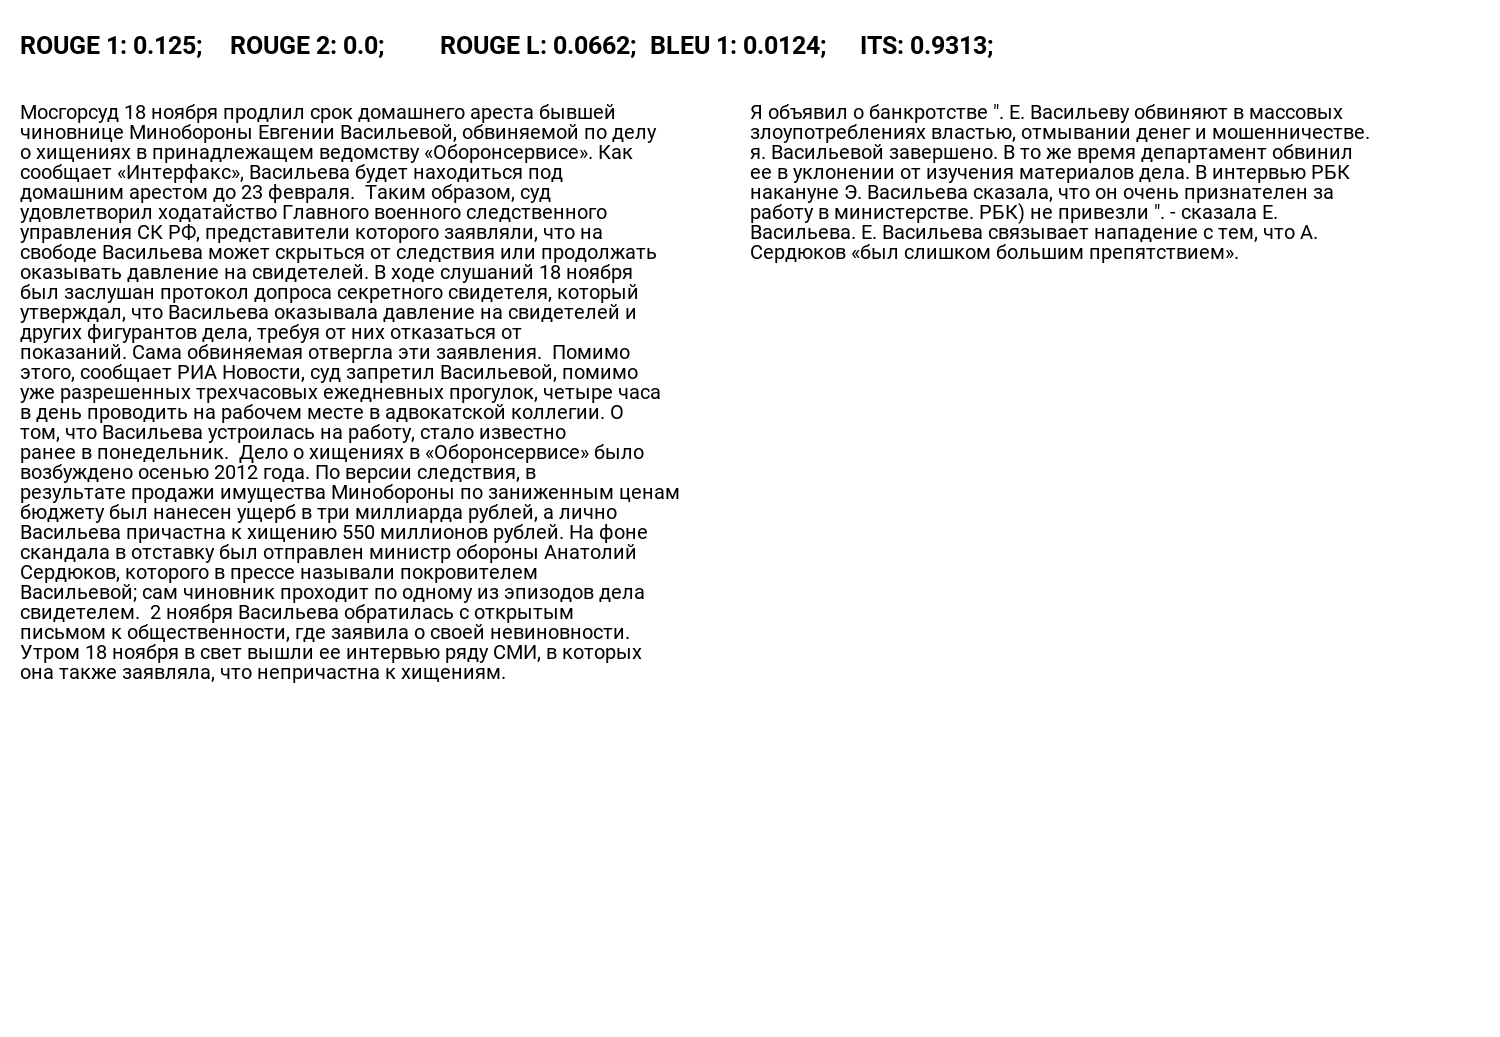 ROUGE 1: 0.125; ROUGE 2: 0.0; ROUGE L: 0.0662; BLEU 1: 0.0124; ITS: 0.9313;
Мосгорсуд 18 ноября продлил срок домашнего ареста бывшей
чиновнице Минобороны Евгении Васильевой, обвиняемой по делу
о хищениях в принадлежащем ведомству «Оборонсервисе». Как
сообщает «Интерфакс», Васильева будет находиться под
домашним арестом до 23 февраля.  Таким образом, суд
удовлетворил ходатайство Главного военного следственного
управления СК РФ, представители которого заявляли, что на
свободе Васильева может скрыться от следствия или продолжать
оказывать давление на свидетелей. В ходе слушаний 18 ноября
был заслушан протокол допроса секретного свидетеля, который
утверждал, что Васильева оказывала давление на свидетелей и
других фигурантов дела, требуя от них отказаться от
показаний. Сама обвиняемая отвергла эти заявления.  Помимо
этого, сообщает РИА Новости, суд запретил Васильевой, помимо
уже разрешенных трехчасовых ежедневных прогулок, четыре часа
в день проводить на рабочем месте в адвокатской коллегии. О
том, что Васильева устроилась на работу, стало известно
ранее в понедельник.  Дело о хищениях в «Оборонсервисе» было
возбуждено осенью 2012 года. По версии следствия, в
результате продажи имущества Минобороны по заниженным ценам
бюджету был нанесен ущерб в три миллиарда рублей, а лично
Васильева причастна к хищению 550 миллионов рублей. На фоне
скандала в отставку был отправлен министр обороны Анатолий
Сердюков, которого в прессе называли покровителем
Васильевой; сам чиновник проходит по одному из эпизодов дела
свидетелем.  2 ноября Васильева обратилась с открытым
письмом к общественности, где заявила о своей невиновности.
Утром 18 ноября в свет вышли ее интервью ряду СМИ, в которых
она также заявляла, что непричастна к хищениям.
Я объявил о банкротстве ". Е. Васильеву обвиняют в массовых
злоупотреблениях властью, отмывании денег и мошенничестве.
я. Васильевой завершено. В то же время департамент обвинил
ее в уклонении от изучения материалов дела. В интервью РБК
накануне Э. Васильева сказала, что он очень признателен за
работу в министерстве. РБК) не привезли ". - сказала Е.
Васильева. Е. Васильева связывает нападение с тем, что А.
Сердюков «был слишком большим препятствием».